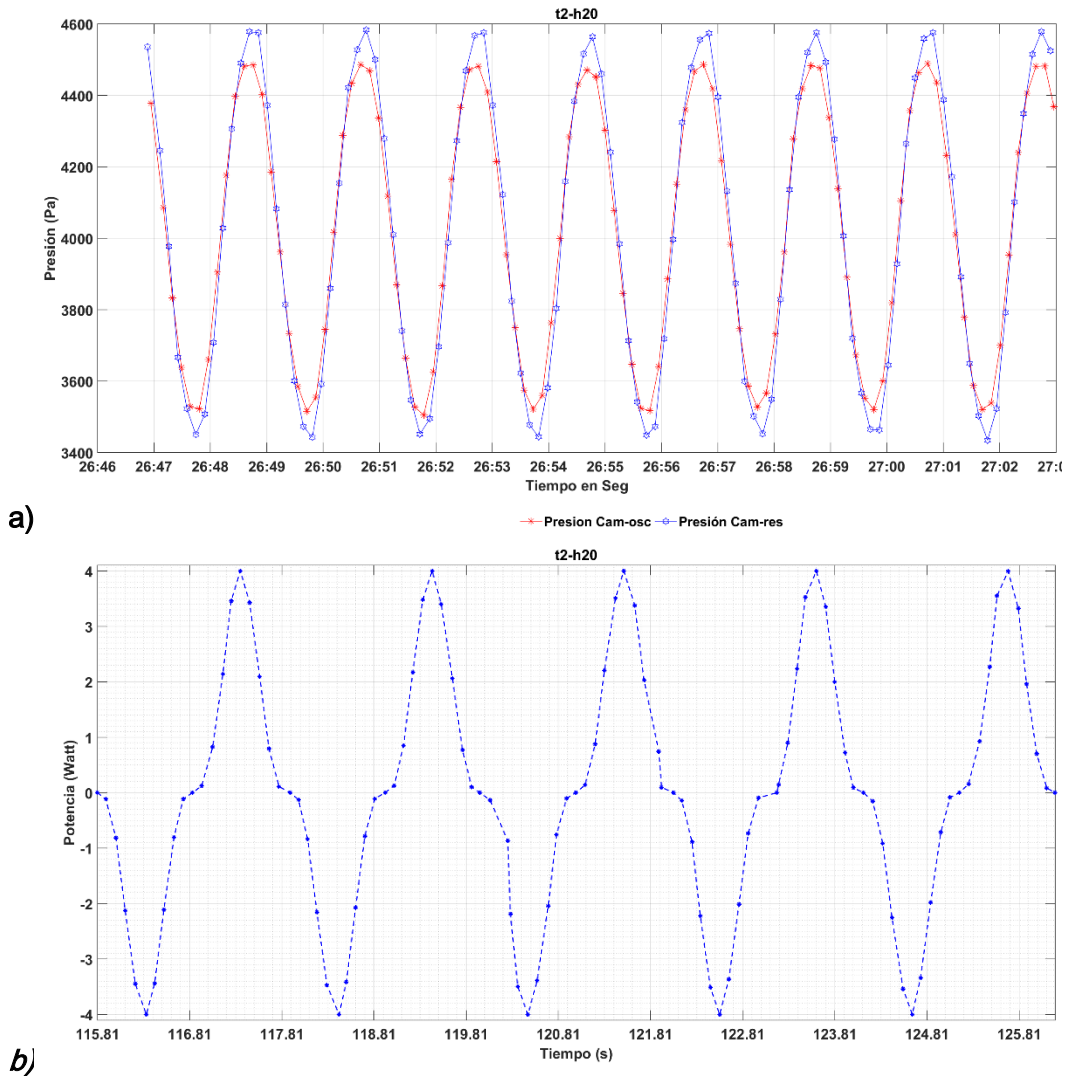 t2-h20
4600
4400
4200
4000
3800
3600
3400
Presión (Pa)
26:46 26:47 26:48 26:49 26:50 26:51 26:52 26:53 26:54 26:55 26:56 26:57 26:58 26:59 27:00 27:01 27:02 27:0
Tiempo en Seg
a)
Presion Cam-osc Presión Cam-res
t2-h20
4
2
1
0
-1
-2
-3
-4
Potencia (Watt)
115.81 116.81 117.81 118.81 119.81 120.81 121.81 122.81 123.81 124.81 125.81
Tiempo (s)
b)